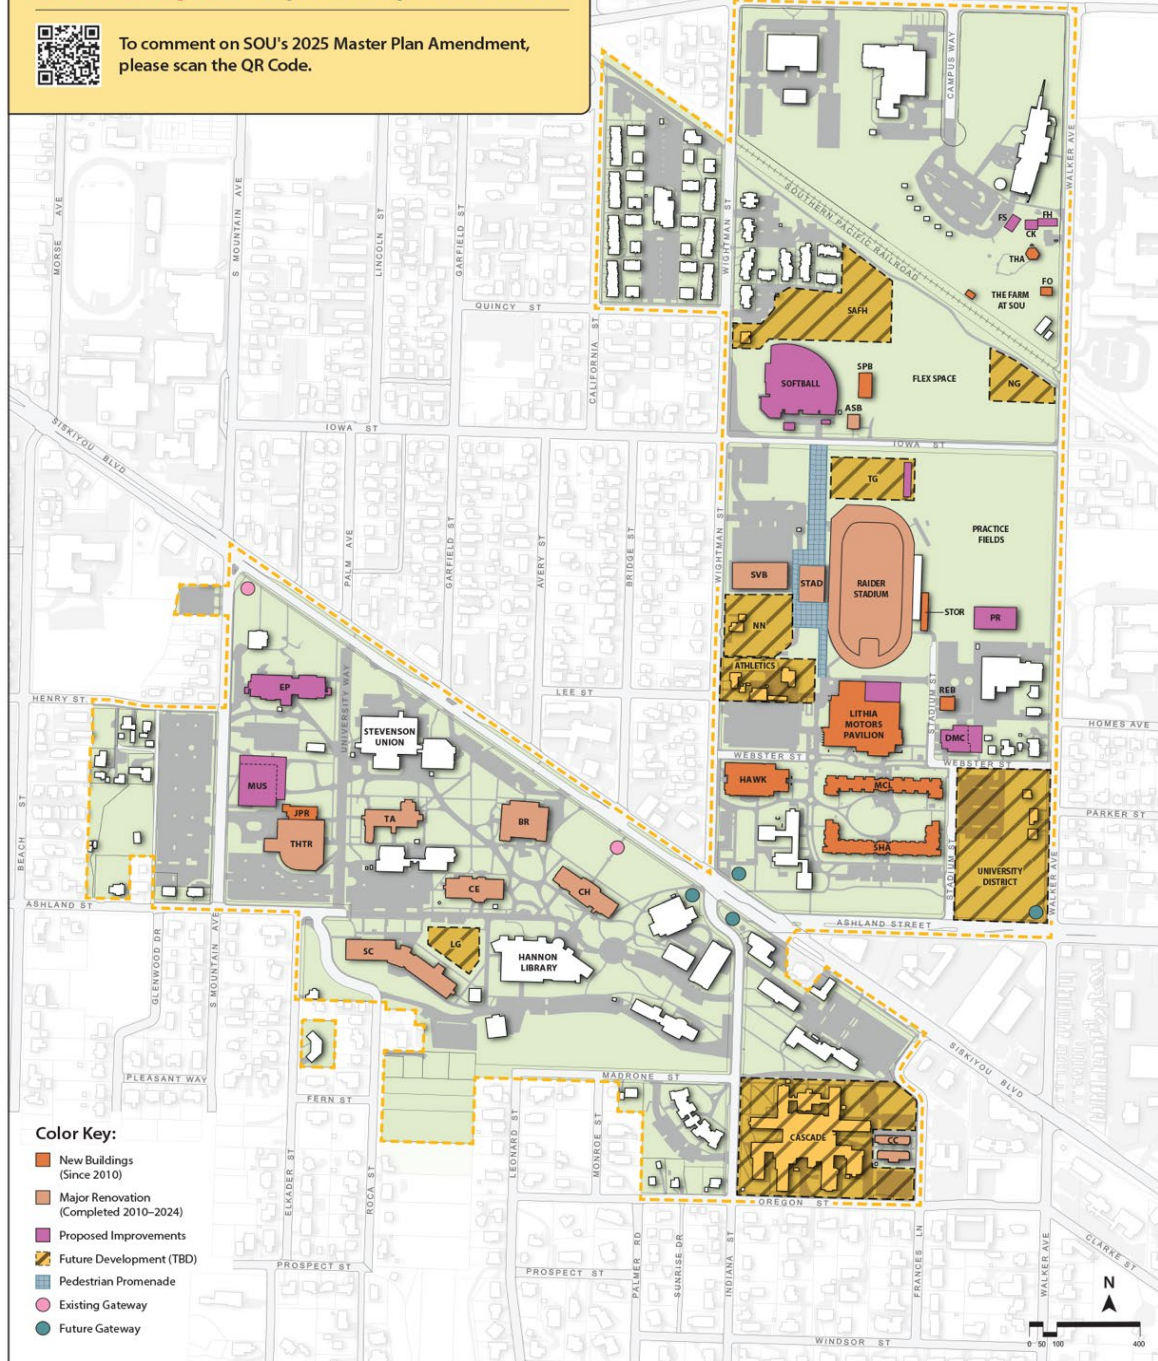 To comment on SOU's 2025 Master Plan Amendment,
please scan the QR Code.
CAMPUS WAY
WALKER AVE
MORSE AVE
S MOUNTAIN AVE
LINCOLN ST
GARFIELD ST
WIGHTMAN ST
SOUTHERN PACIFIC RAILROAD
FS
FH
CK
THA
FO
THE FARM
AT SOU
QUINCY ST
SAFH
CALIFORNIA ST
SOFTBALL
SPB
FLEX SPACE
NG
ASB
SISKIYOU BLVD
IOWA ST
IOWA ST
TG
PRACTICE
FIELDS
PALM AVE
GARFIELD ST
AVERY ST
BRIDGE ST
WIGHTMAN ST
SVB
STAD
RAIDER
STADIUM
STOR
PR
NN
ATHLETICS
HENRY ST
EP
UNIVERSITY WAY
LEE ST
STADIUM ST
REB
STEVENSON
UNION
LITHIA
MOTORS
PAVILION
DMC
HOMES AVE
WEBSTER ST
WEBSTER ST
MUS
HAWK
MCL
JPR
TA
BR
PARKER ST
THTR
SHA
BEACH ST
CE
CH
STADIUM ST
UNIVERSITY
DISTRICT
WALKER AVE
ASHLAND ST
ASHLAND STREET
GLENWOOD DR
S MOUNTAIN AVE
SC
LG
HANNON
LIBRARY
SISKIYOU BLVD
PLEASANT WAY
MADRONE ST
FERN ST
LEONARD ST
MONROE ST
CASCADE
CC
Color Key:
New Buildings
(Since 2010)
Major Renovation
(Completed 2010–2024)
Proposed Improvements
Future Development (TBD)
Pedestrian Promenade
Existing Gateway
Future Gateway
ELKADER ST
ROCA ST
OREGON ST
PROSPECT ST
PROSPECT ST
PALMER RD
SUNRISE DR
INDIANA ST
FRANCES LN
WALKER AVE
CLARKE ST
WINDSOR ST
N
0 50 100 400